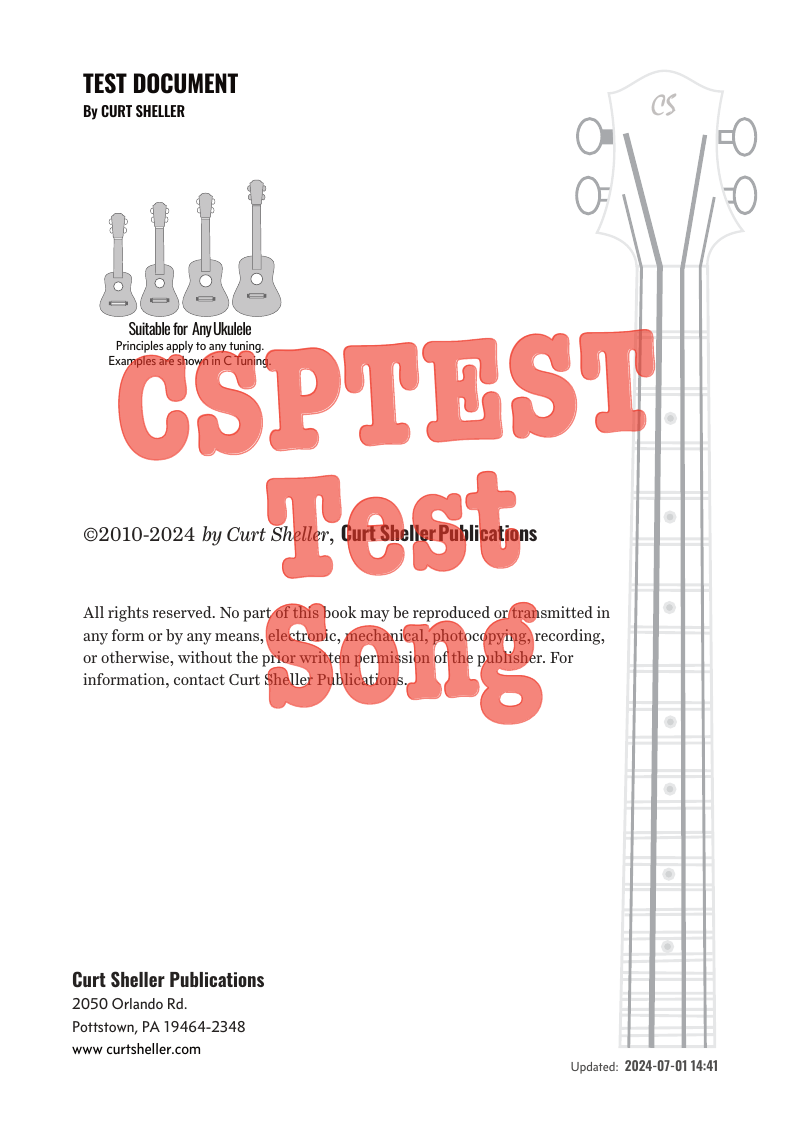 TEST DOCUMENT
By CURT SHELLER
CS
Suitable for Any Ukulele
Principles apply to any tuning.
Examples are shown in C Tuning.
CSPTEST
Test
Song
©2010-2024 by Curt Sheller, Curt Sheller Publications
All rights reserved. No part of this book may be reproduced or transmitted in
any form or by any means, electronic, mechanical, photocopying, recording,
or otherwise, without the prior written permission of the publisher. For
information, contact Curt Sheller Publications.
Curt Sheller Publications
2050 Orlando Rd.
Pottstown, PA 19464-2348
www curtsheller.com
Updated: 2024-07-01 14:41